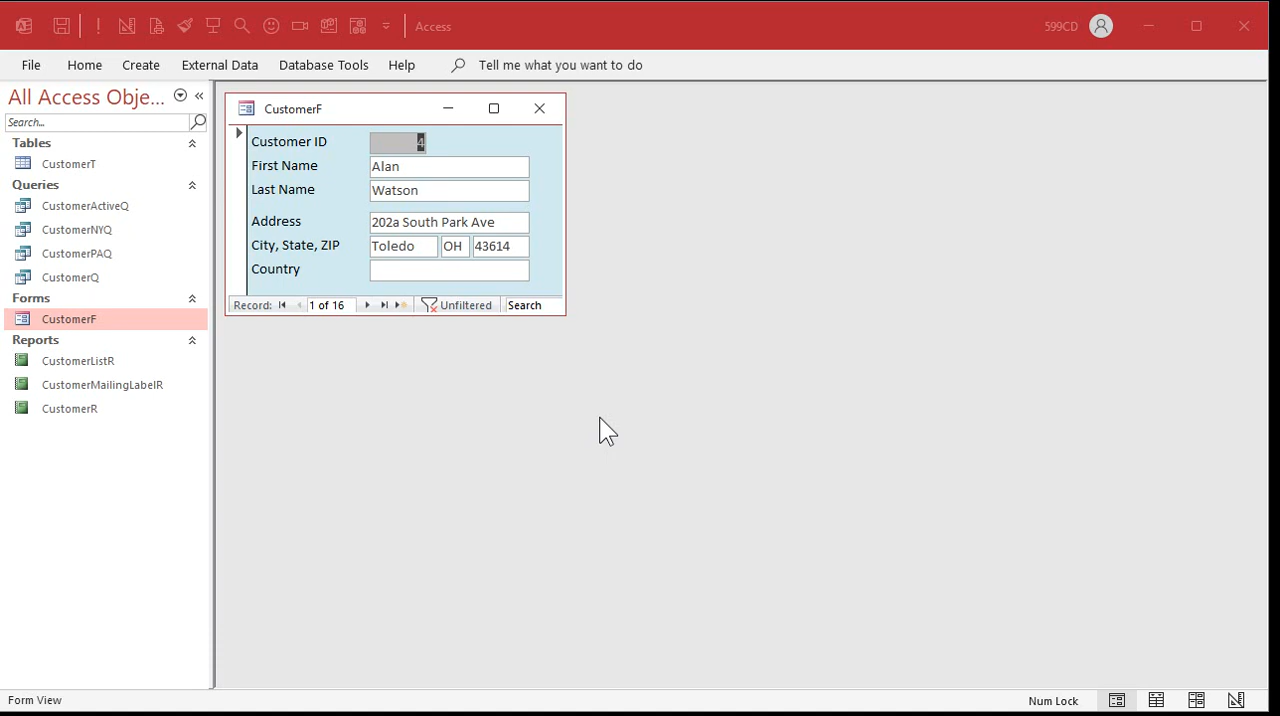 Access
599CD
File Home Create External Data Database Tools Help Tell me what you want to do
All Access Obje... «
Search...
Tables
CustomerT
Queries
CustomerActiveQ
CustomerNYQ
CustomerPAQ
CustomerQ
Forms
CustomerF
Reports
CustomerListR
CustomerMailingLabelR
CustomerR
CustomerF
Customer ID 4
First Name Alan
Last Name Watson
Address 202a South Park Ave
City, State, ZIP Toledo OH 43614
Country
Record: 1 of 16 Unfiltered Search
Form View
Num Lock